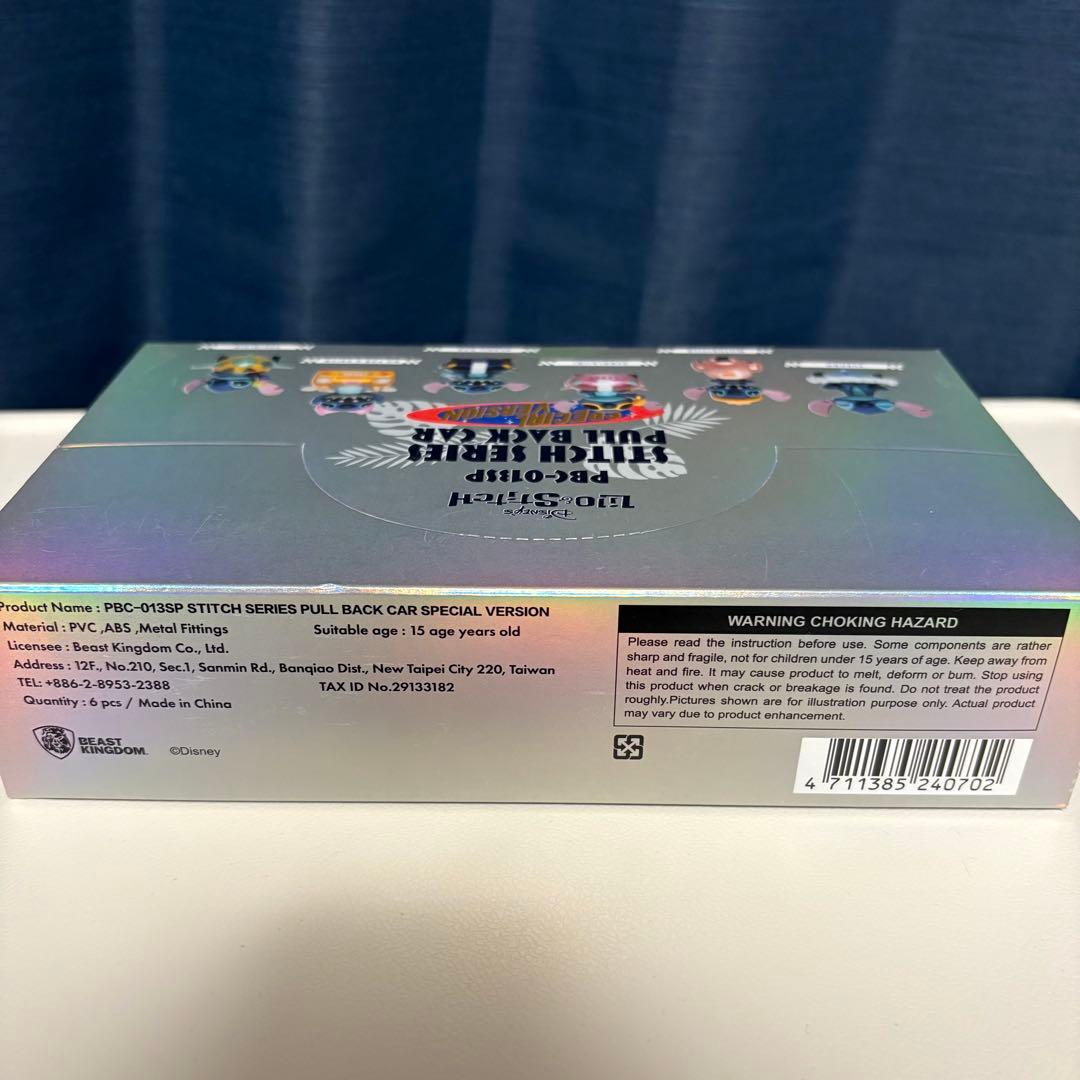 SPECIAL VERSION
PULL BACK CAR
STITCH SERIES
PBC-013SP
Lilo & Stitch
Disney's
Product Name : PBC-013SP STITCH SERIES PULL BACK CAR SPECIAL VERSION
Material : PVC ,ABS ,Metal Fittings Suitable age : 15 age years old
Licensee : Beast Kingdom Co., Ltd.
Address : 12F., No.210, Sec.1, Sanmin Rd., Banqiao Dist., New Taipei City 220, Taiwan
TEL: +886-2-8953-2388 TAX ID No.29133182
Quantity : 6 pcs / Made in China
BEAST
KINGDOM
©Disney
WARNING CHOKING HAZARD
Please read the instruction before use. Some components are rather
sharp and fragile, not for children under 15 years of age. Keep away from
heat and fire. It may cause product to melt, deform or burn. Stop using
this product when crack or breakage is found. Do not treat the product
roughly.Pictures shown are for illustration purpose only. Actual product
may vary due to product enhancement.
4 711385 240702